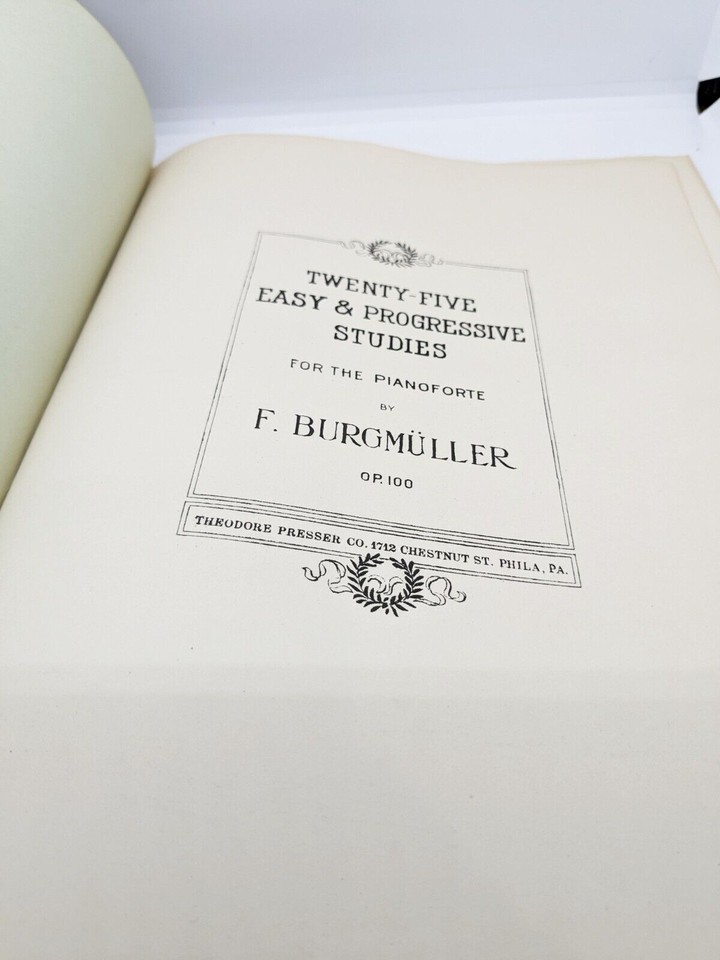 TWENTY-FIVE
EASY & PROGRESSIVE
STUDIES
FOR THE PIANOFORTE
BY
F. BURGMÜLLER
OP. 100
THEODORE PRESSER CO. 1712 CHESTNUT ST. PHILA, PA.